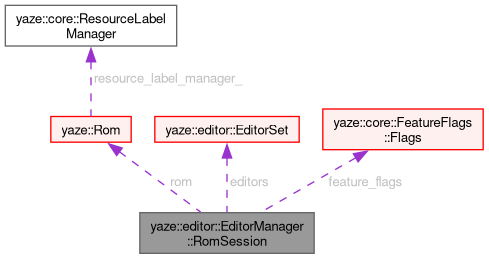 yaze::core::ResourceLabel
Manager
resource_label_manager_
yaze::Rom
yaze::editor::EditorSet
yaze::core::FeatureFlags
::Flags
rom
editors
feature_flags
yaze::editor::EditorManager
::RomSession